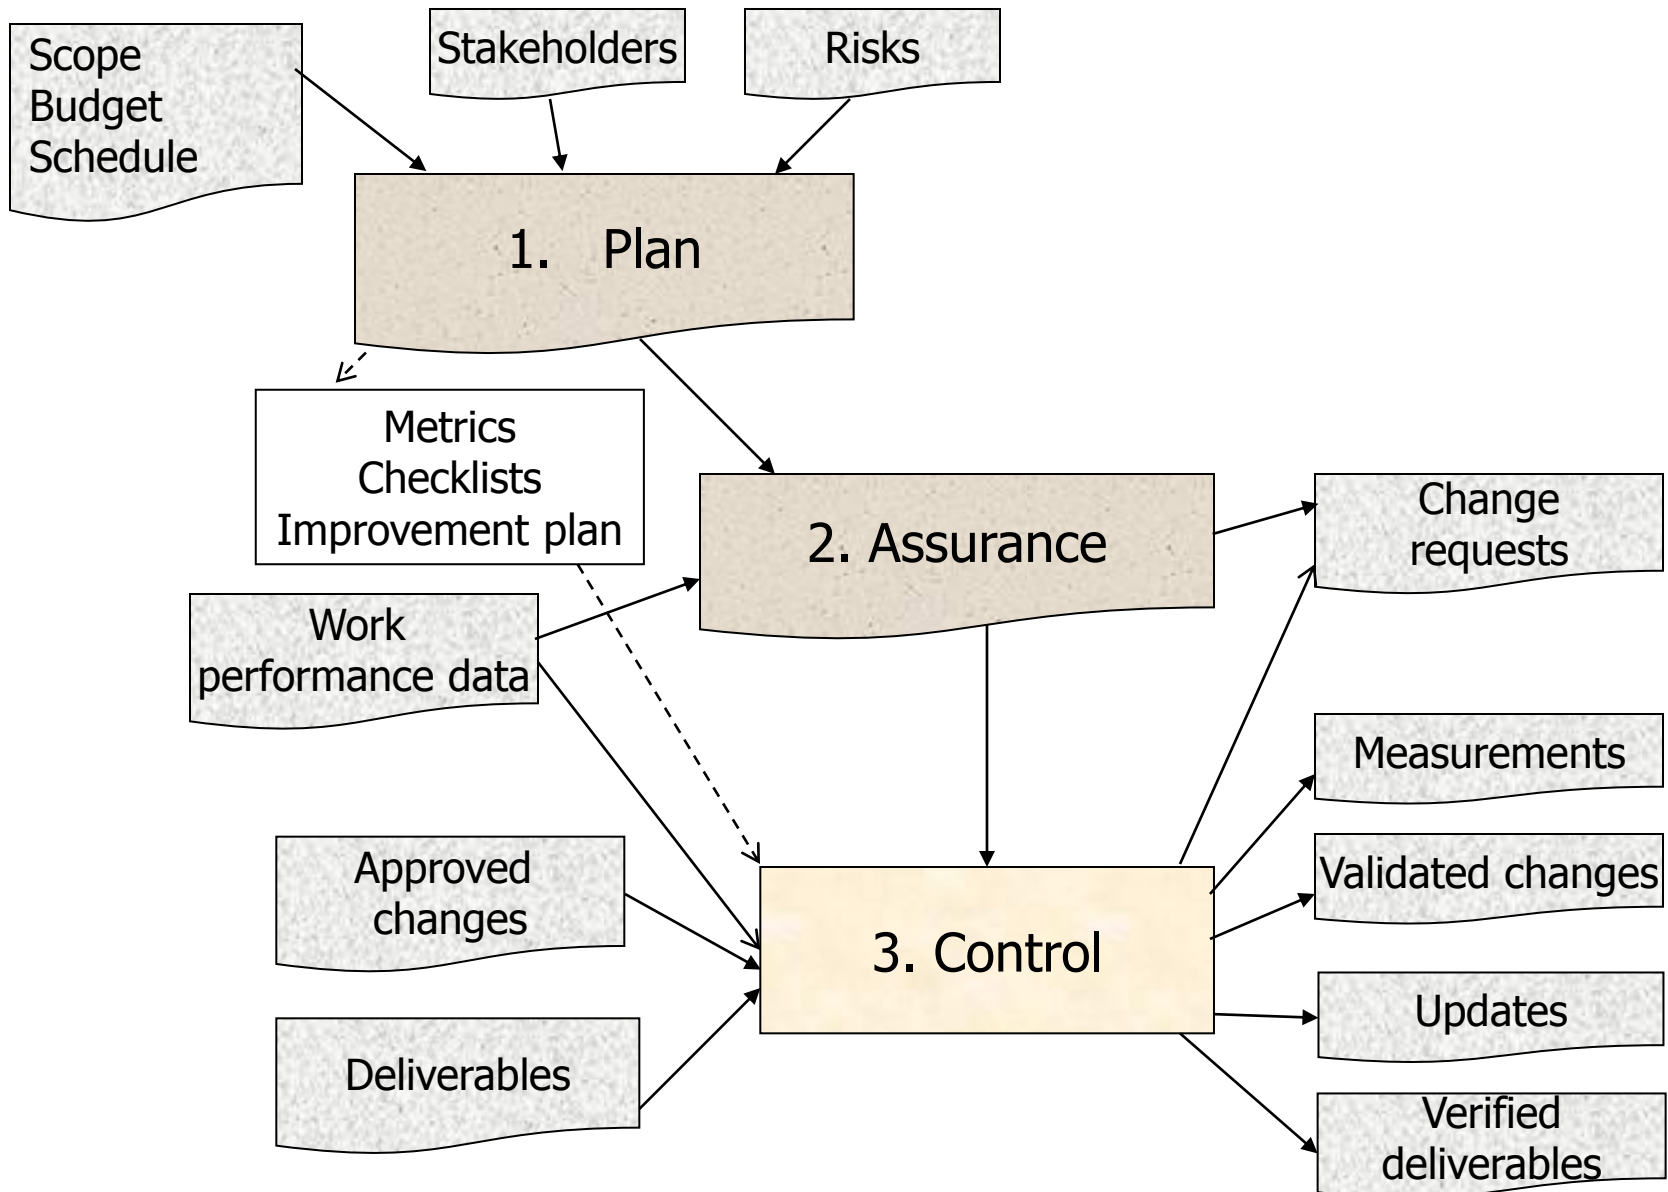 Scope
Budget
Schedule
Stakeholders
Risks
1. Plan
Metrics
Checklists
Improvement plan
2. Assurance
Change
requests
Work
performance data
Measurements
Approved
changes
Validated changes
3. Control
Updates
Deliverables
Verified
deliverables